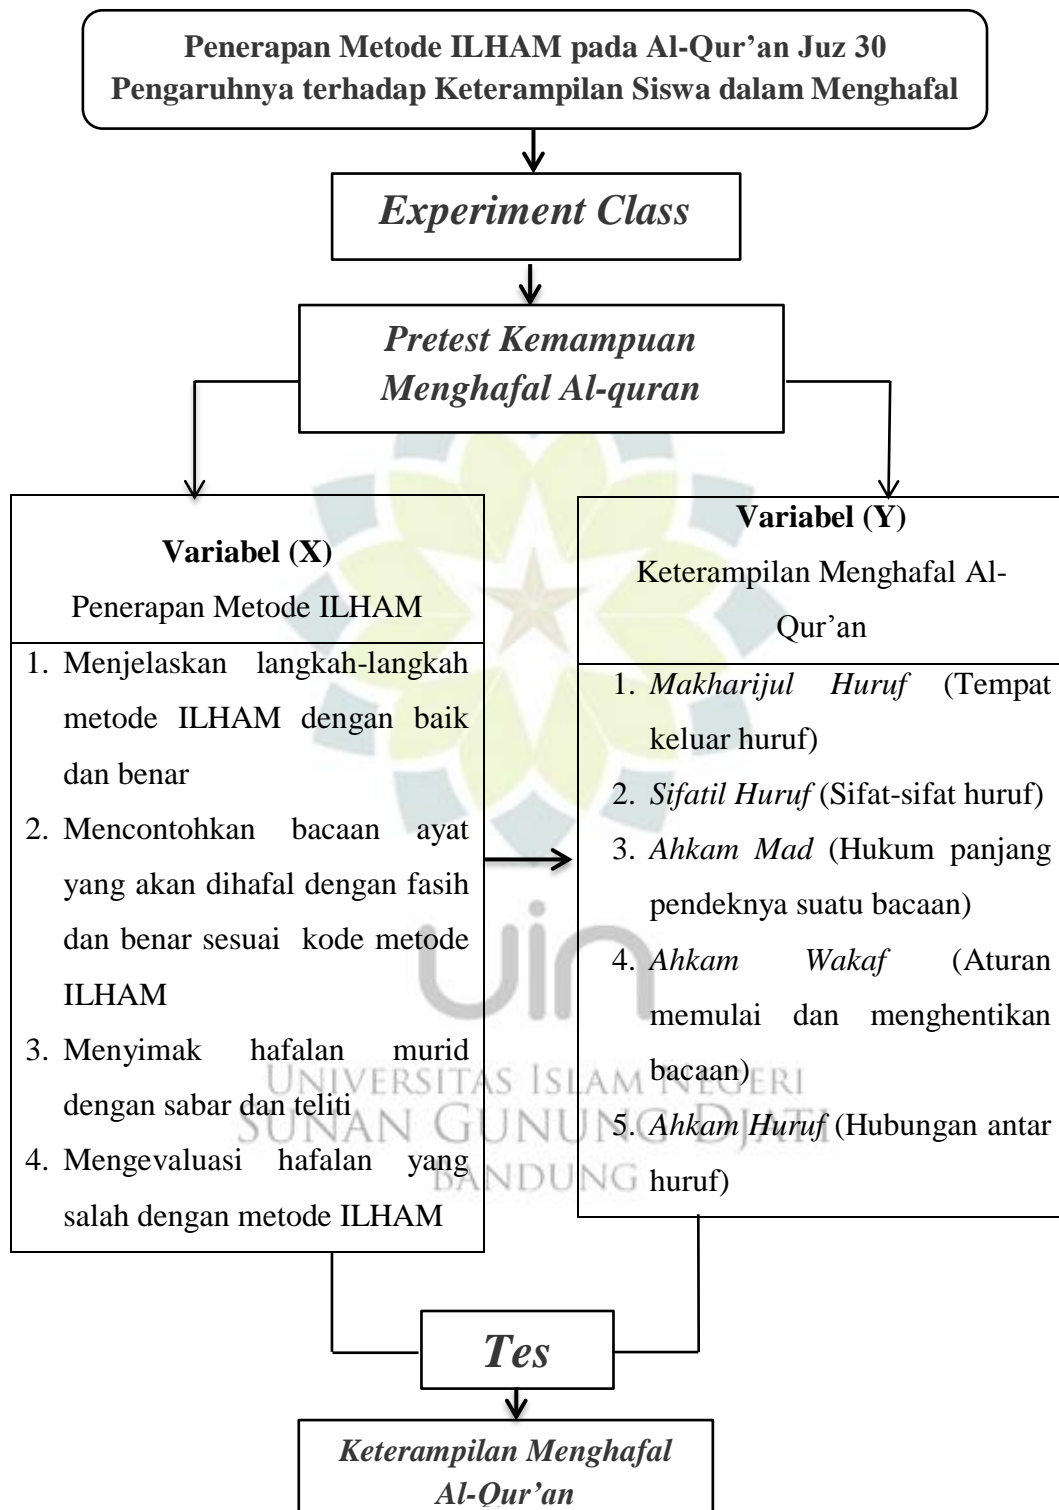 Penerapan Metode ILHAM pada Al-Qur’an Juz 30
Pengaruhnya terhadap Keterampilan Siswa dalam Menghafal
Experiment Class
Pretest Kemampuan
Menghafal Al-quran
Variabel (X)
Penerapan Metode ILHAM
1. Menjelaskan langkah-langkah
metode ILHAM dengan baik
dan benar
2. Mencontohkan bacaan ayat
yang akan dihafal dengan fasih
dan benar sesuai kode metode
ILHAM
3. Menyimak hafalan murid
dengan sabar dan teliti
4. Mengevaluasi hafalan yang
salah dengan metode ILHAM
Variabel (Y)
Keterampilan Menghafal Al-
Qur’an
1. Makharijul Huruf (Tempat
keluar huruf)
2. Sifatil Huruf (Sifat-sifat huruf)
3. Ahkam Mad (Hukum panjang
pendeknya suatu bacaan)
4. Ahkam Wakaf (Aturan
memulai dan menghentikan
bacaan)
5. Ahkam Huruf (Hubungan antar
huruf)
uin
UNIVERSITAS ISLAM NEGERI
SUNAN GUNUNG DJATI
BANDUNG
Tes
Keterampilan Menghafal
Al-Qur’an